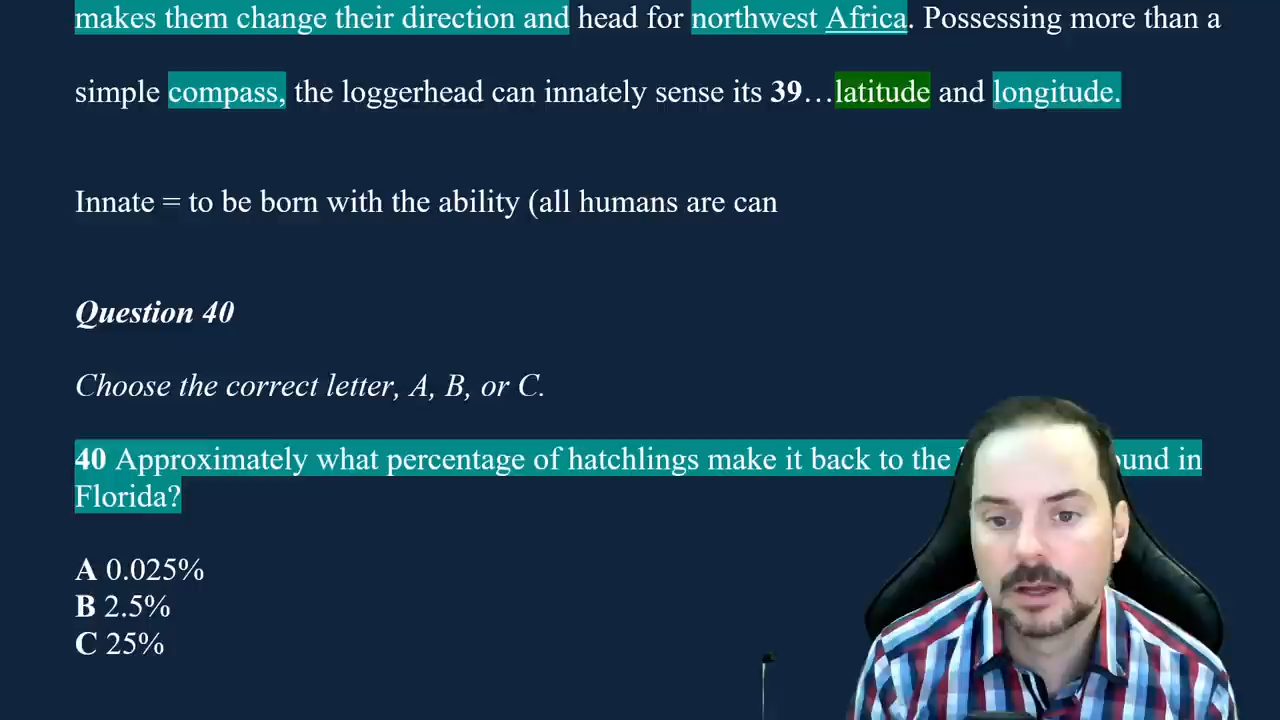 makes them change their direction and head for northwest Africa. Possessing more than a
simple compass, the loggerhead can innately sense its 39…latitude and longitude.
Innate = to be born with the ability (all humans are can
Question 40
Choose the correct letter, A, B, or C.
40 Approximately what percentage of hatchlings make it back to the in
Florida?
A 0.025%
B 2.5%
C 25%